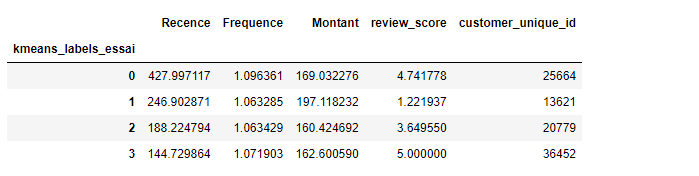 Recence Frequence Montant review_score customer_unique_id
kmeans_labels_essai
0 427.997117 1.096361 169.032276 4.741778 25664
1 246.902871 1.063285 197.118232 1.221937 13621
2 188.224794 1.063429 160.424692 3.649550 20779
3 144.729864 1.071903 162.600590 5.000000 36452